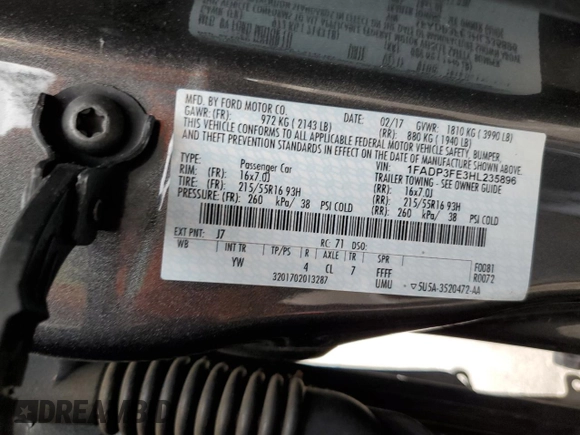 MFD. BY FORD MOTOR CO.
DATE: 02/17 GVWR: 1810 KG ( 3990 LB)
GAWR: (FR): 972 KG ( 2143 LB) (RR): 880 KG ( 1940 LB)
THIS VEHICLE CONFORMS TO ALL APPLICABLE FEDERAL MOTOR VEHICLE SAFETY, BUMPER,
AND THEFT PREVENTION STANDARDS IN EFFECT ON THE DATE OF MANUFACTURE SHOWN ABOVE.
VIN: 1FADP3FE3HL235896
TYPE: Passenger Car TRAILER TOWING - SEE OWNER GUIDE
RIM: (FR): 16x7.0J (RR): 16x7.0J
TIRE: (FR): 215/55R16 93H (RR): 215/55R16 93H
PRESSURE: (FR): 260 kPa/ 38 PSI COLD (RR): 260 kPa/ 38 PSI COLD
EXT PNT: J7 RC: 71 DSO:
WB INT TR TP/PS R AXLE TR SPR F0081
YW 4 CL 7 FFFF R0072
3201702013287 UMU ▽5U5A-3520472-AA
DREAMBID